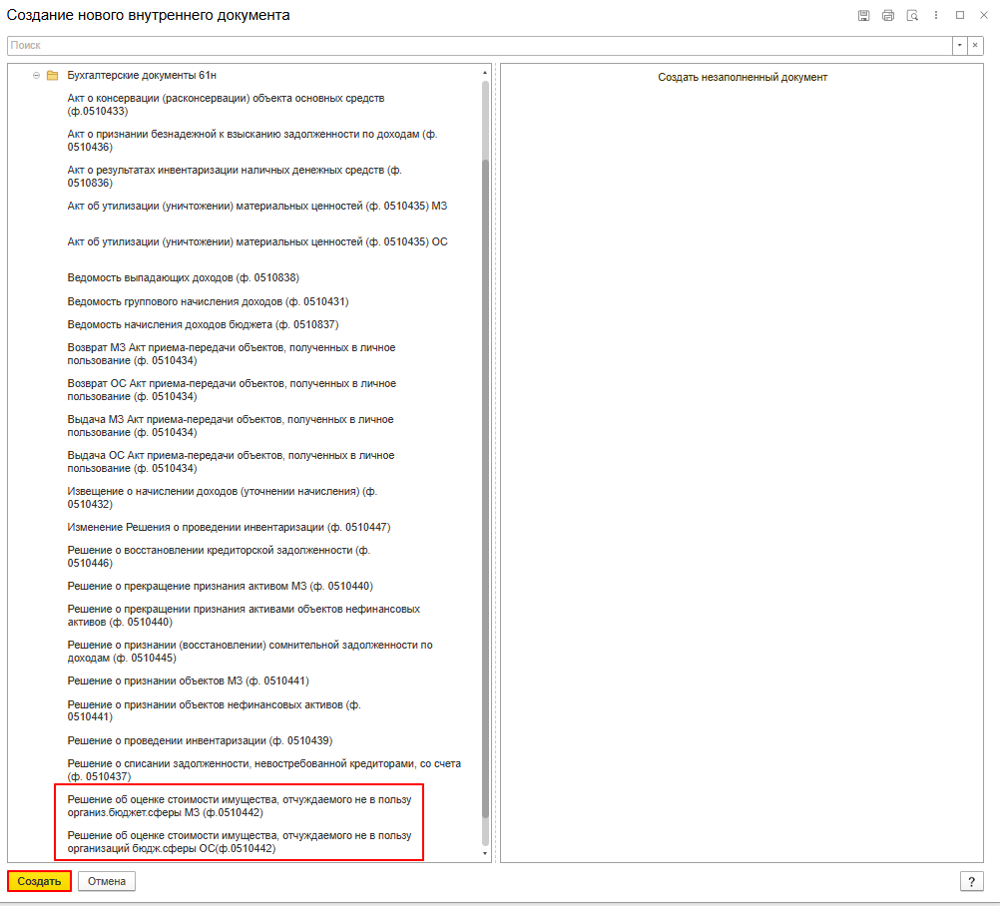 Создание нового внутреннего документа
Поиск
Бухгалтерские документы 61н
Создать незаполненный документ
Акт о консервации (расконсервации) объекта основных средств
(ф.0510433)
Акт о признании безнадежной к взысканию задолженности по доходам (ф.
0510436)
Акт о результатах инвентаризации наличных денежных средств (ф.
0510836)
Акт об утилизации (уничтожении) материальных ценностей (ф. 0510435) МЗ
Акт об утилизации (уничтожении) материальных ценностей (ф. 0510435) ОС
Ведомость выпадающих доходов (ф. 0510838)
Ведомость группового начисления доходов (ф. 0510431)
Ведомость начисления доходов бюджета (ф. 0510837)
Возврат МЗ Акт приема-передачи объектов, полученных в личное
пользование (ф. 0510434)
Возврат ОС Акт приема-передачи объектов, полученных в личное
пользование (ф. 0510434)
Выдача МЗ Акт приема-передачи объектов, полученных в личное
пользование (ф. 0510434)
Выдача ОС Акт приема-передачи объектов, полученных в личное
пользование (ф. 0510434)
Извещение о начислении доходов (уточнении начисления) (ф.
0510432)
Изменение Решения о проведении инвентаризации (ф. 0510447)
Решение о восстановлении кредиторской задолженности (ф.
0510446)
Решение о прекращение признания активом МЗ (ф. 0510440)
Решение о прекращении признания активами объектов нефинансовых
активов (ф. 0510440)
Решение о признании (восстановлении) сомнительной задолженности по
доходам (ф. 0510445)
Решение о признании объектов МЗ (ф. 0510441)
Решение о признании объектов нефинансовых активов (ф.
0510441)
Решение о проведении инвентаризации (ф. 0510439)
Решение о списании задолженности, невостребованной кредиторами, со счета
(ф. 0510437)
Решение об оценке стоимости имущества, отчуждаемого не в пользу
организ.бюджет.сферы МЗ (ф.0510442)
Решение об оценке стоимости имущества, отчуждаемого не в пользу
организаций бюдж.сферы ОС(ф.0510442)
Создать
Отмена
?